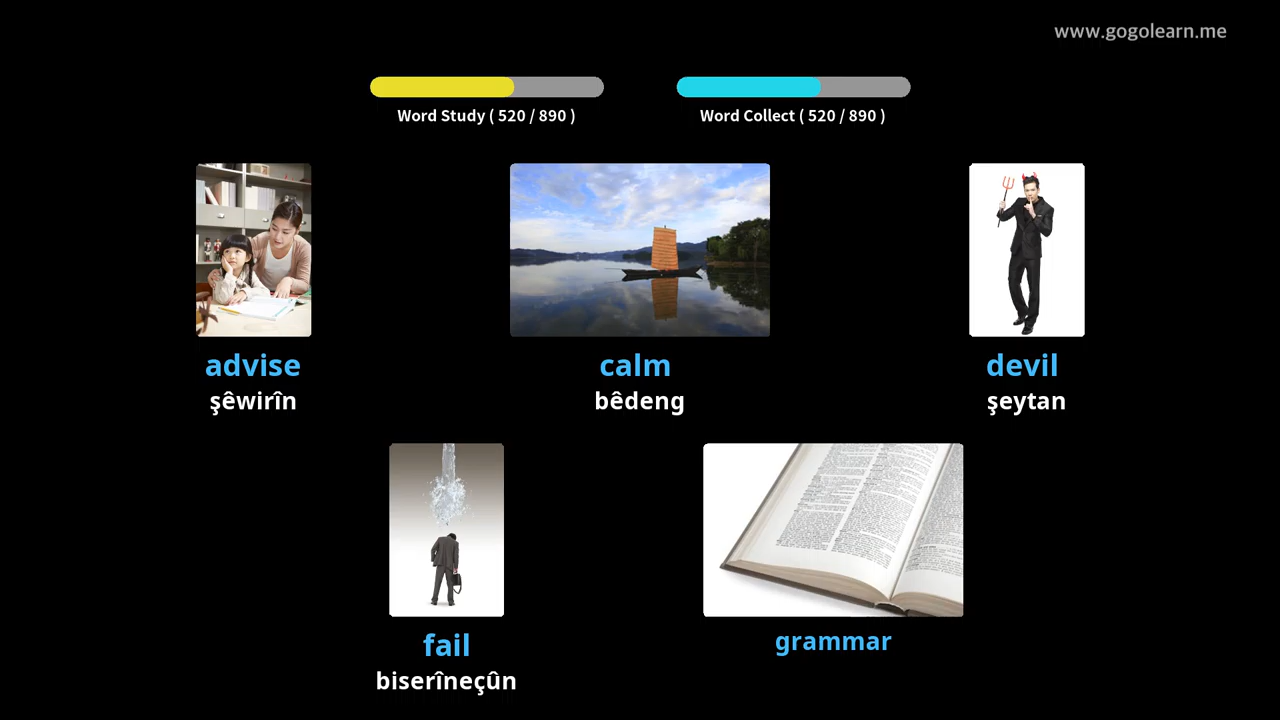 www.gogolearn.me
Word Study ( 520 / 890 )
Word Collect ( 520 / 890 )
advise
şêwirîn
calm
bêdeng
devil
şeytan
fail
biserîneçûn
grammar